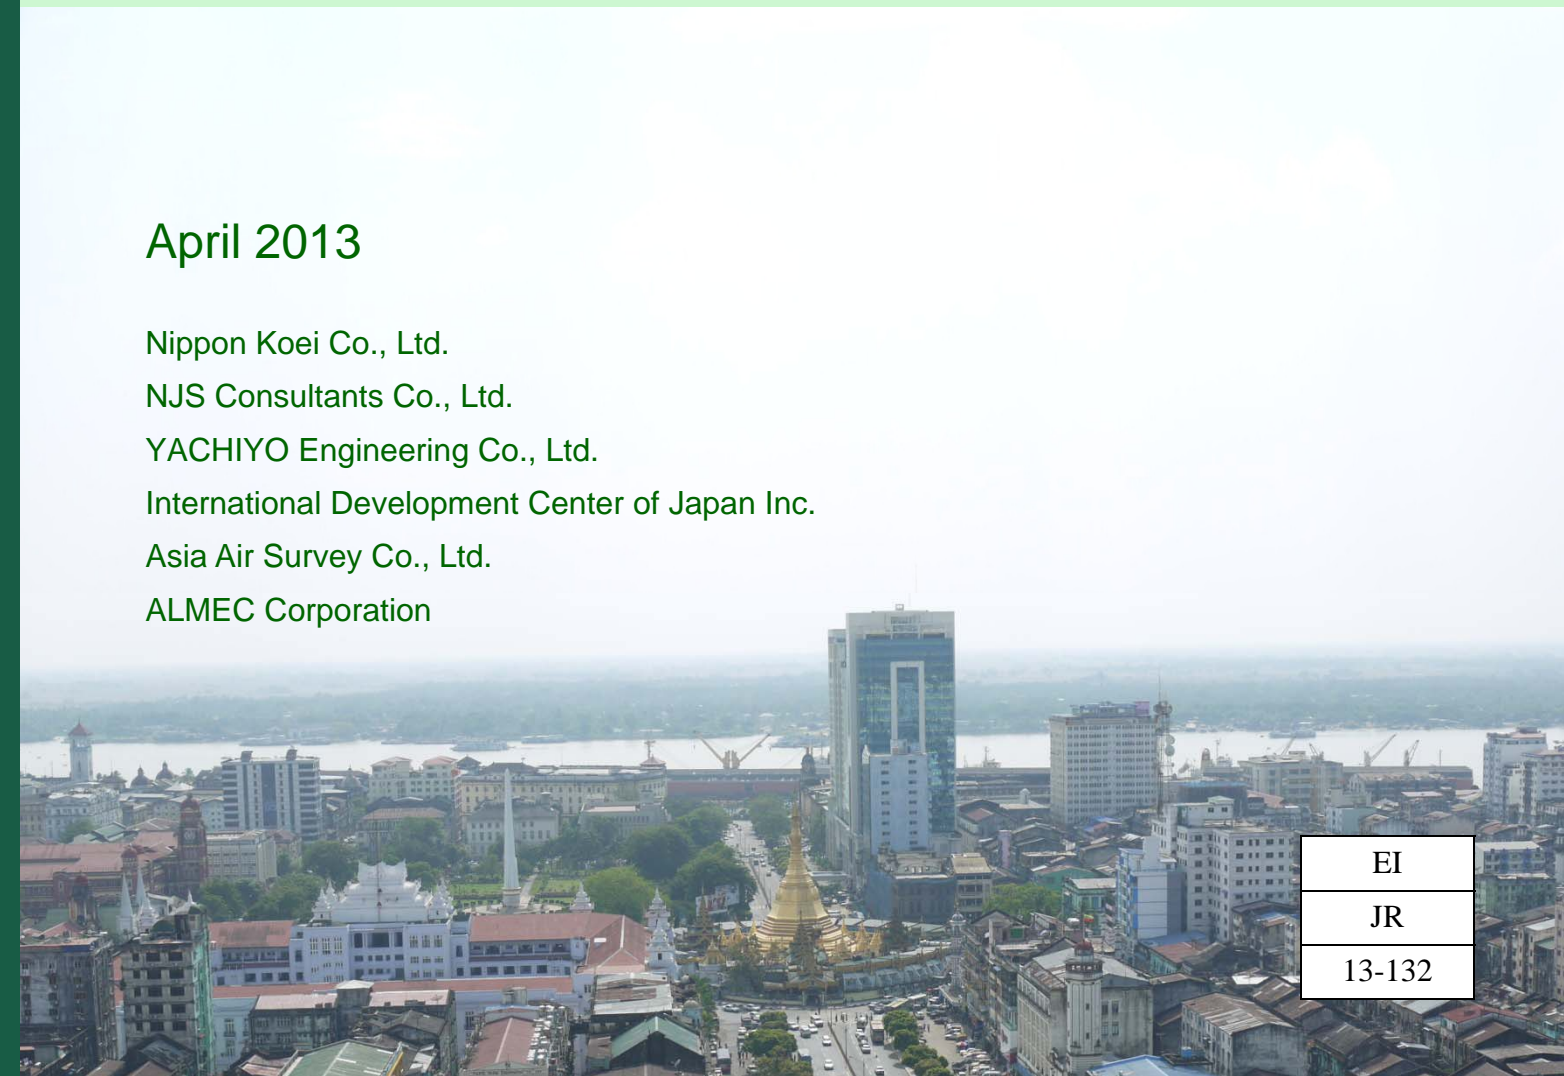 April 2013
Nippon Koei Co., Ltd.
NJS Consultants Co., Ltd.
YACHIYO Engineering Co., Ltd.
International Development Center of Japan Inc.
Asia Air Survey Co., Ltd.
ALMEC Corporation
EI
JR
13-132